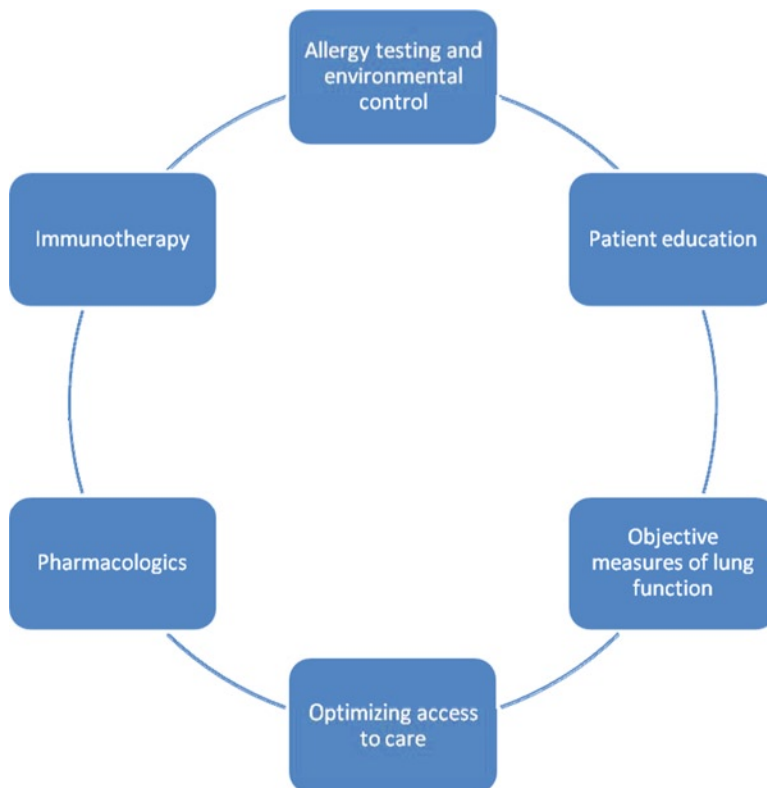 Allergy testing and
environmental
control
Patient education
Objective
measures of lung
function
Optimizing access
to care
Pharmacologics
Immunotherapy